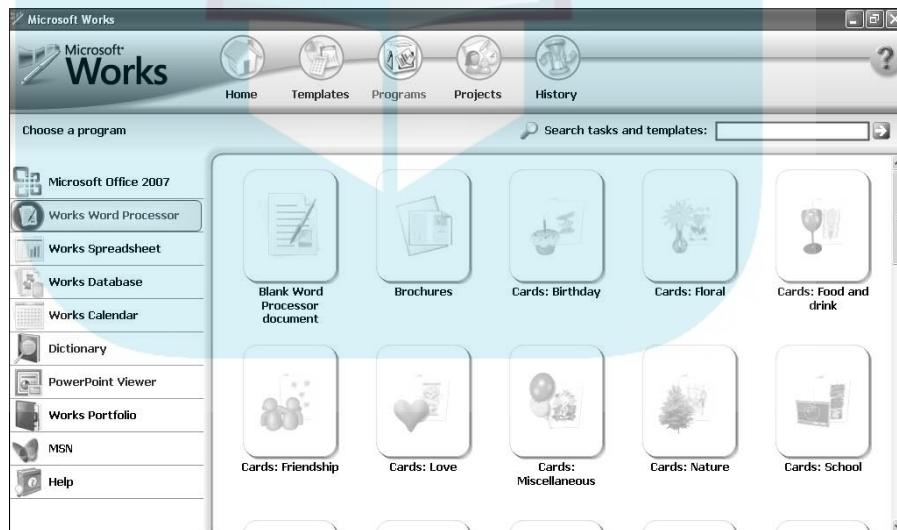 Microsoft Works
Microsoft®
Works
Home
Templates
Programs
Projects
History
?
Choose a program
Search tasks and templates:
Microsoft Office 2007
Works Word Processor
Works Spreadsheet
Works Database
Works Calendar
Dictionary
PowerPoint Viewer
Works Portfolio
MSN
Help
Blank Word
Processor
document
Brochures
Cards: Birthday
Cards: Floral
Cards: Food and
drink
Cards: Friendship
Cards: Love
Cards:
Miscellaneous
Cards: Nature
Cards: School